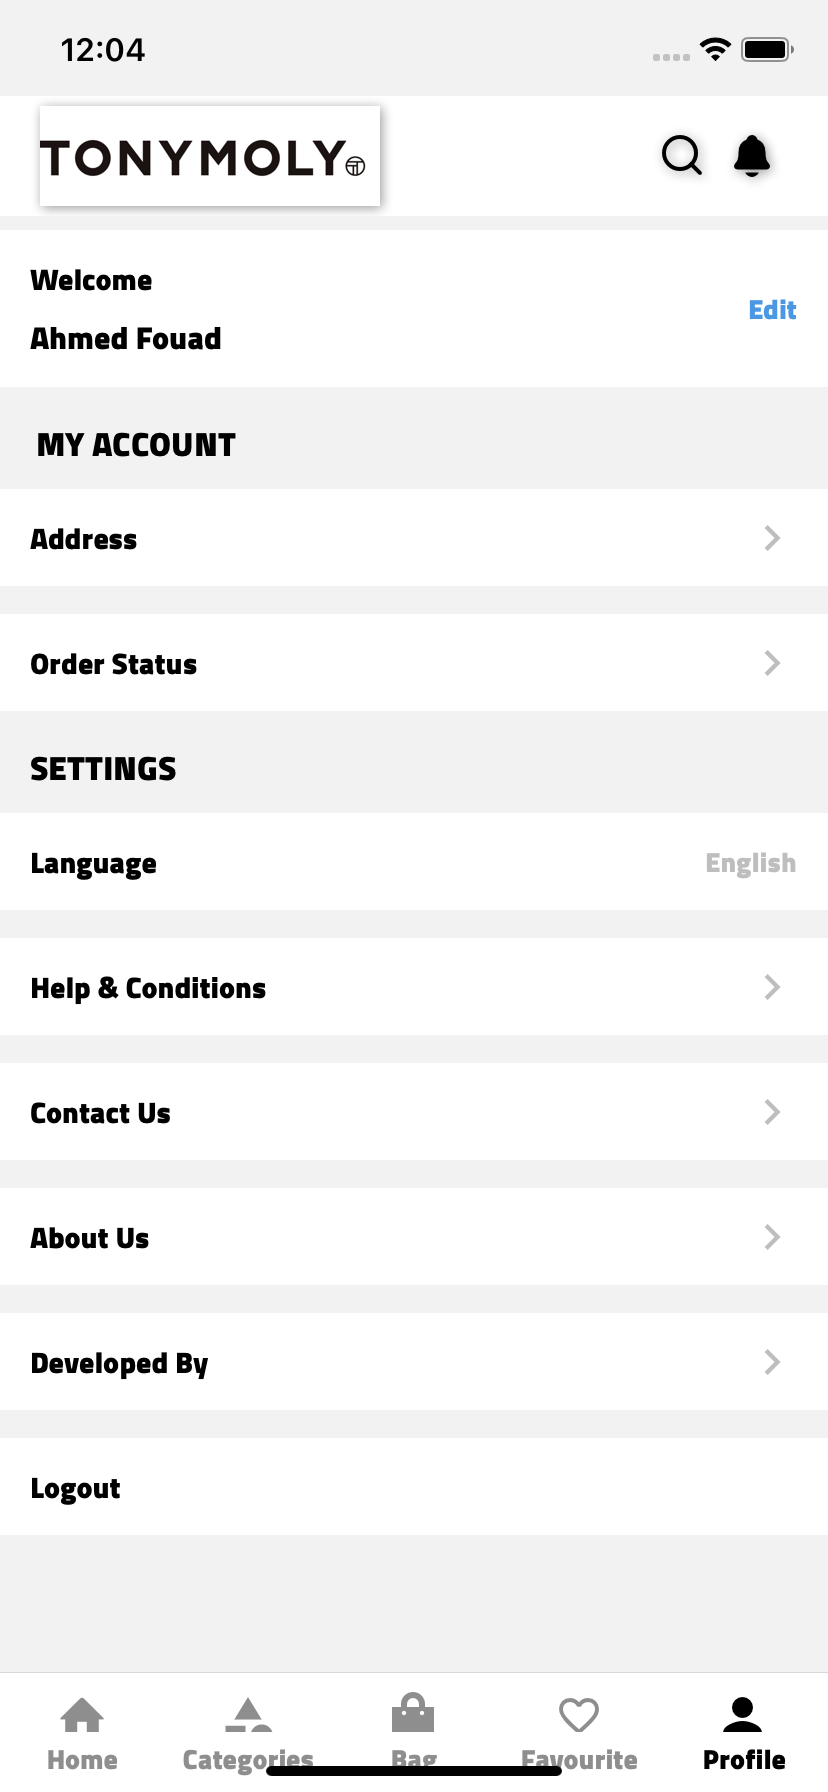 12:04
TONYMOLY
Welcome
Ahmed Fouad
Edit
MY ACCOUNT
Address
Order Status
SETTINGS
Language
English
Help & Conditions
Contact Us
About Us
Developed By
Logout
Home
Categories
Bag
Favourite
Profile